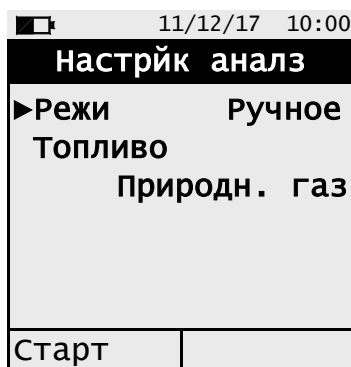 11/12/17 10:00
Настрйк аналз
►Режи Ручное
Топливо
Природн. газ
Старт